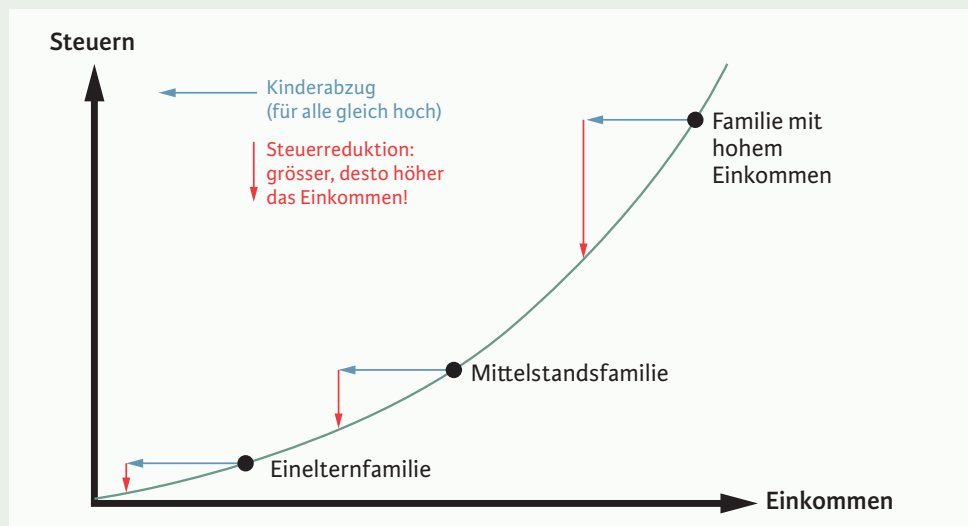 Steuern
Kinderabzug
(für alle gleich hoch)
Steuerreduktion:
grösser, desto höher
das Einkommen!
Familie mit
hohem
Einkommen
Mittelstandsfamilie
Einelternfamilie
Einkommen